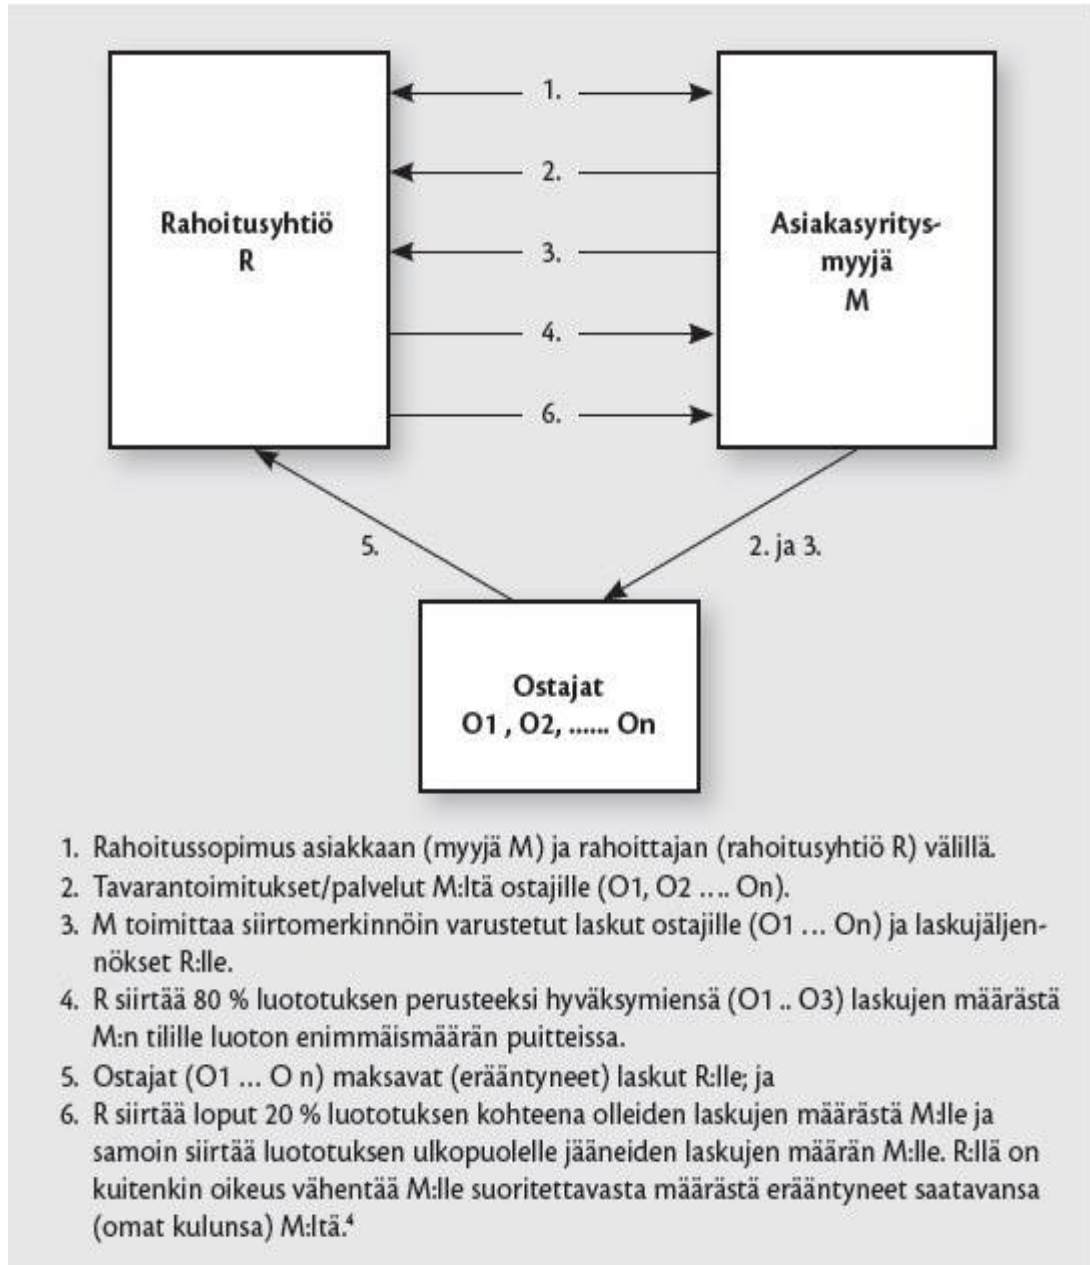 1.
2.
Rahoitusyhtiö
R
Asiakasyritys-
myyjä
M
3.
4.
6.
5.
2. ja 3.
Ostajat
O1 , O2, ...... On
1. Rahoitussopimus asiakkaan (myyjä M) ja rahoittajan (rahoitusyhtiö R) välillä.
2. Tavarantoimitukset/palvelut M:ltä ostajille (O1, O2 .... On).
3. M toimittaa siirtomerkinnöin varustetut laskut ostajille (O1 ... On) ja laskujäljen-
nökset R:lle.
4. R siirtää 80 % luototuksen perusteeksi hyväksymiensä (O1 .. O3) laskujen määrästä
M:n tilille luoton enimmäismäärän puitteissa.
5. Ostajat (O1 ... O n) maksavat (erääntyneet) laskut R:lle; ja
6. R siirtää loput 20 % luototuksen kohteena olleiden laskujen määrästä M:lle ja
samoin siirtää luototuksen ulkopuolelle jääneiden laskujen määrän M:lle. R:llä on
kuitenkin oikeus vähentää M:lle suoritettavasta määrästä erääntyneet saatavansa
(omat kulunsa) M:ltä.⁴